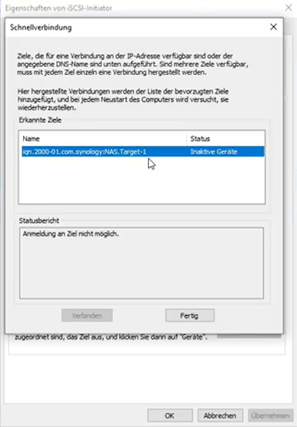 Eigenschaften von iSCSI-Initiator
Schnellverbindung
Ziele, die für eine Verbindung an der IP-Adresse verfügbar sind oder der
angegebene DNS-Name sind unten aufgeführt. Sind mehrere Ziele verfügbar,
muss mit jedem Ziel einzeln eine Verbindung hergestellt werden.
Hier hergestellte Verbindungen werden der Liste der bevorzugten Ziele
hinzugefügt, und bei jedem Neustart des Computers wird versucht, sie
wiederherzustellen.
Erkannte Ziele
Name Status
iqn.2000-01.com.synology:NAS.Target-1 Inaktive Geräte
Statusbericht
Anmeldung an Ziel nicht möglich.
Verbinden Fertig
zugeordnet sind, das Ziel aus, und klicken Sie dann auf "Geräte".
OK Abbrechen Übernehmen